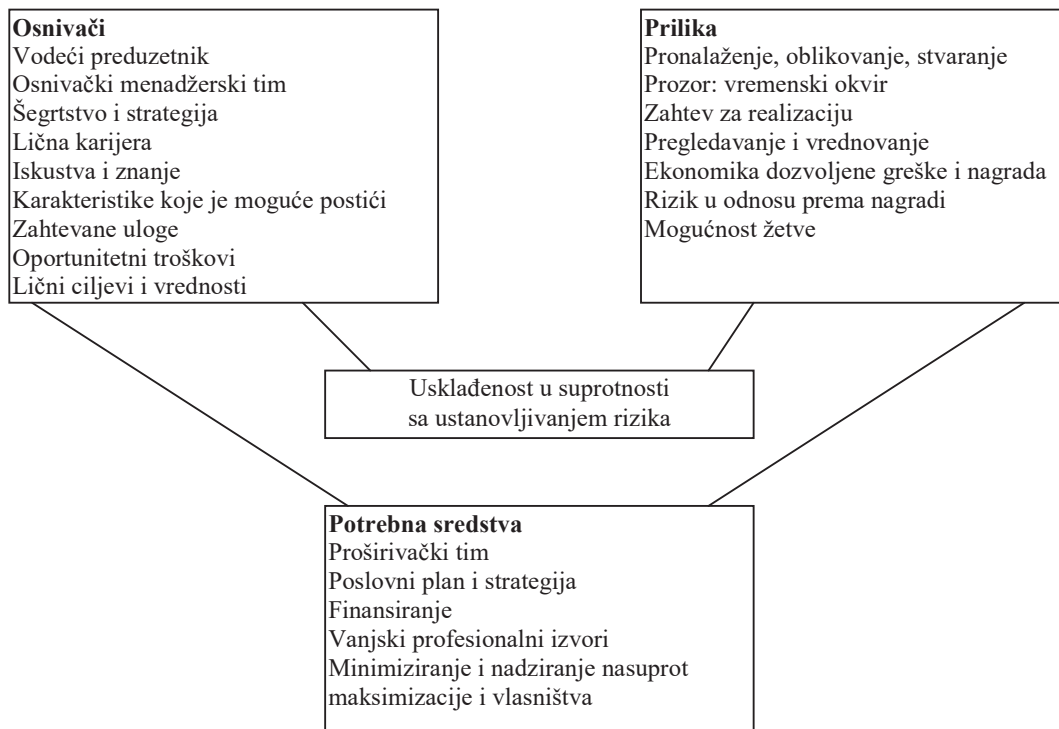 Osnivači
Vodeći preduzetnik
Osnivački menadžerski tim
Šegrtstvo i strategija
Lična karijera
Iskustva i znanje
Karakteristike koje je moguće postići
Zahtevane uloge
Oportunitetni troškovi
Lični ciljevi i vrednosti
Prilika
Pronalaženje, oblikovanje, stvaranje
Prozor: vremenski okvir
Zahtev za realizaciju
Pregledavanje i vrednovanje
Ekonomika dozvoljene greške i nagrada
Rizik u odnosu prema nagradi
Mogućnost žetve
Usklađenost u suprotnosti
sa ustanovljivanjem rizika
Potrebna sredstva
Proširivački tim
Poslovni plan i strategija
Finansiranje
Vanjski profesionalni izvori
Minimiziranje i nadziranje nasuprot
maksimizacije i vlasništva